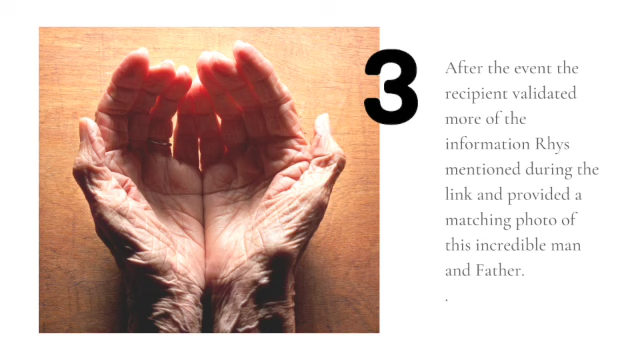 3
After the event the
recipient validated
more of the
information Rhys
mentioned during the
link and provided a
matching photo of
this incredible man
and Father.
.